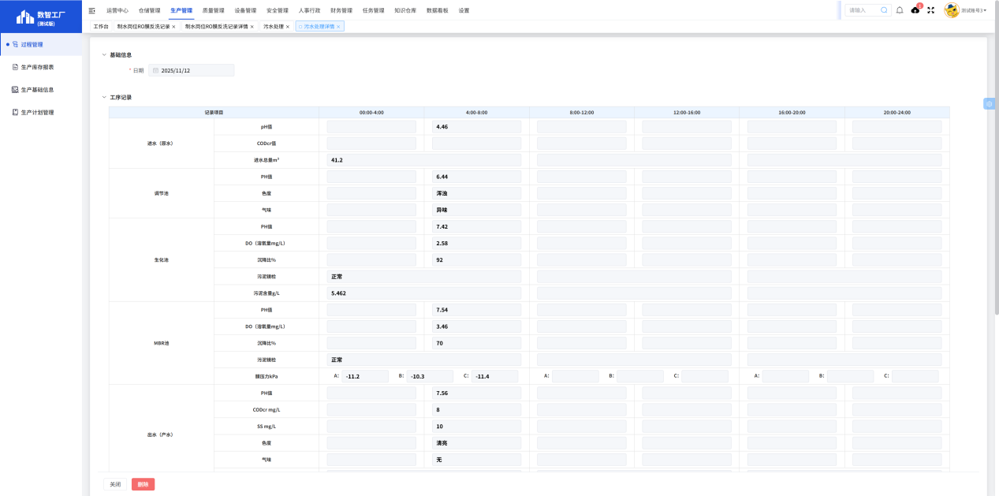 数智工厂
(测试版)
运营中心 仓储管理 生产管理 质量管理 设备管理 安全管理 人事行政 财务管理 任务管理 知识仓库 数据看板 设置
请输入
1
测试账号3
工作台 制水岗位RO膜反洗记录 × 制水岗位RO膜反洗记录详情 × 污水处理 × 污水处理详情 ×
过程管理
生产库存报表
生产基础信息
生产计划管理
基础信息
* 日期 2025/11/12
工序记录
记录项目 00:00-4:00 4:00-8:00 8:00-12:00 12:00-16:00 16:00-20:00 20:00-24:00
进水（原水）
pH值 4.46
CODcr值
进水总量m³ 41.2
调节池
PH值 6.44
色度 浑浊
气味 异味
生化池
PH值 7.42
DO（溶氧量mg/L） 2.58
沉降比% 92
污泥镜检 正常
污泥含量g/L 5.462
MBR池
PH值 7.54
DO（溶氧量mg/L） 3.46
沉降比% 70
污泥镜检 正常
膜压力kPa A: -11.2 B: -10.3 C: -11.4 A: B: C: A: B: C:
出水（产水）
PH值 7.56
CODcr mg/L 8
SS mg/L 10
色度 清亮
气味 无
关闭 删除